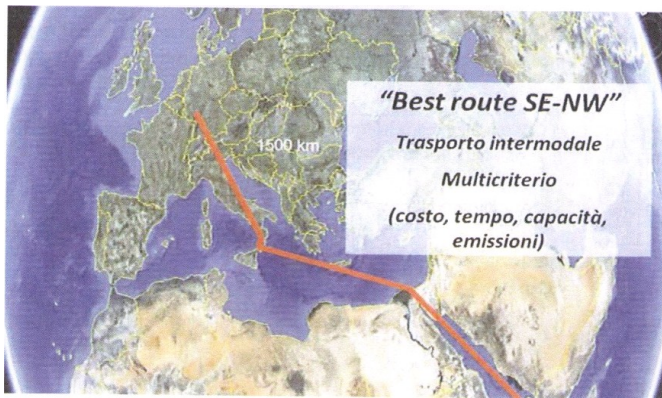 "Best route SE-NW"
Trasporto intermodale
1500 km
Multicriterio
(costo, tempo, capacità,
emissioni)